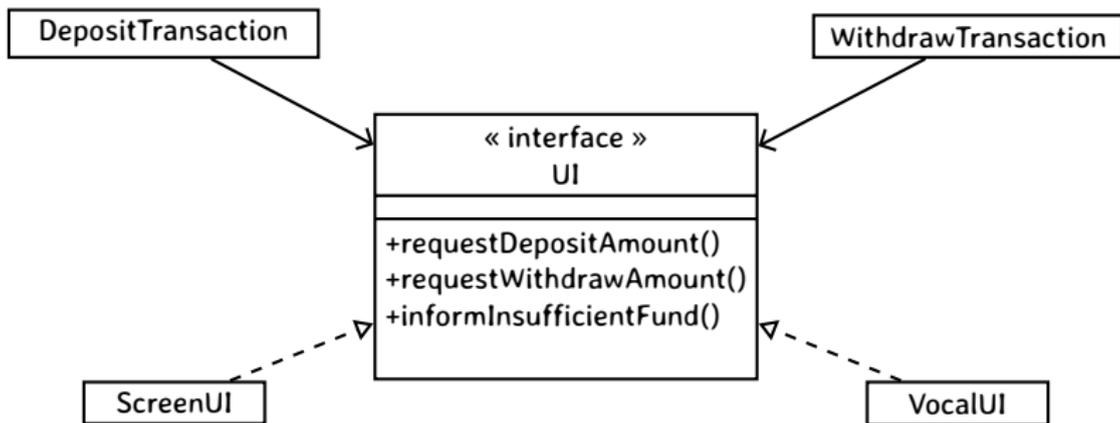 DepositTransaction
WithdrawTransaction
« interface »
UI
+requestDepositAmount()
+requestWithdrawAmount()
+informInsufficientFund()
ScreenUI
VocalUI